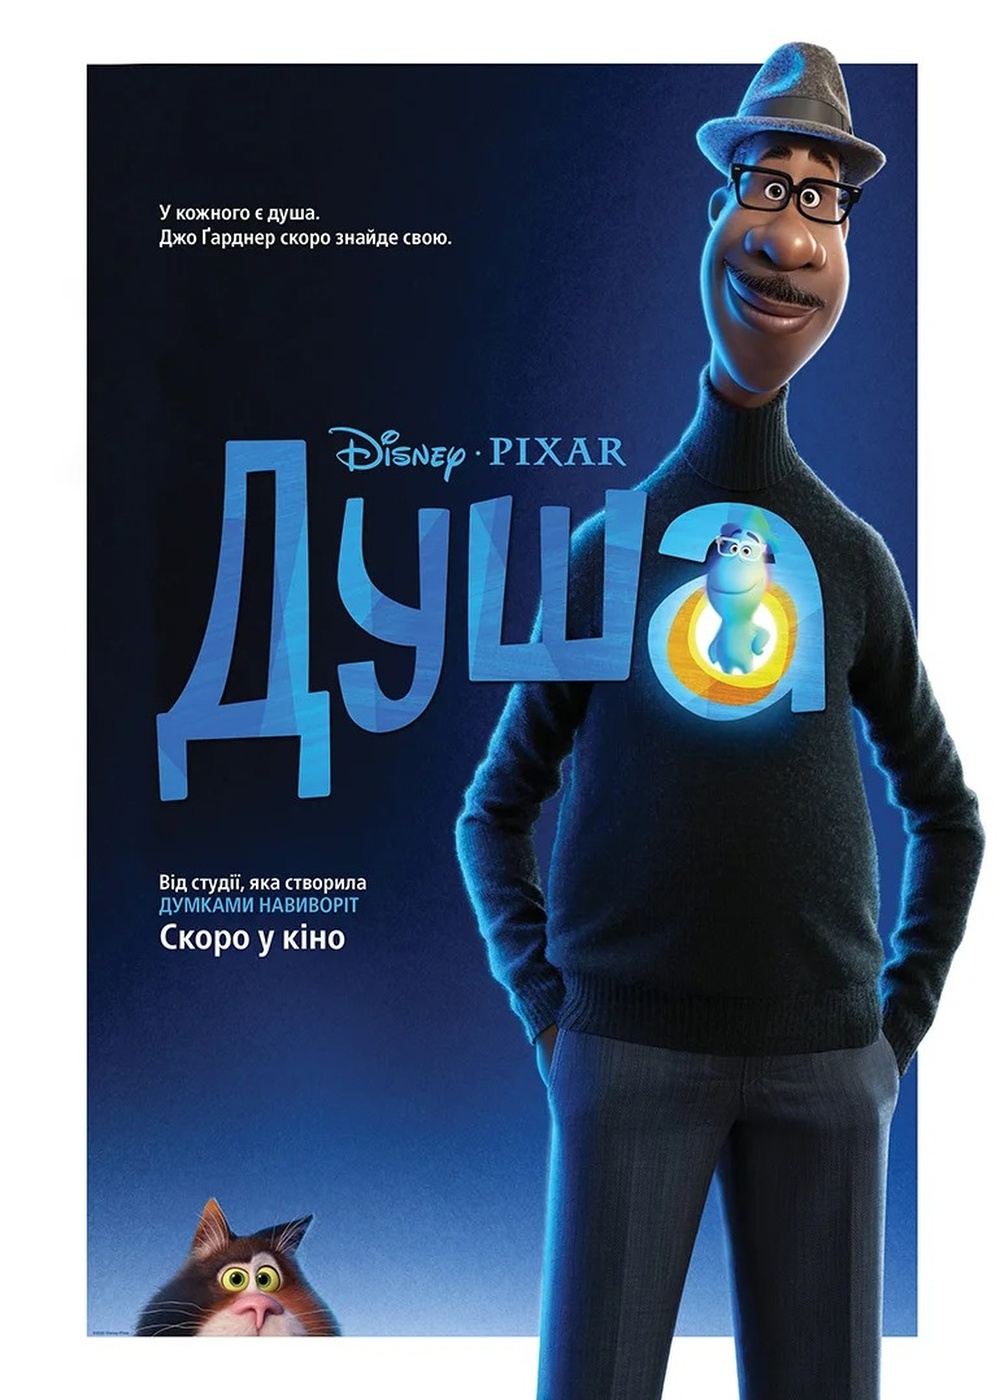 У кожного є душа.
Джо Ґарднер скоро знайде свою.
Disney · PIXAR
Душа
Від студії, яка створила
ДУМКАМИ НАВИВОРІТ
Скоро у кіно